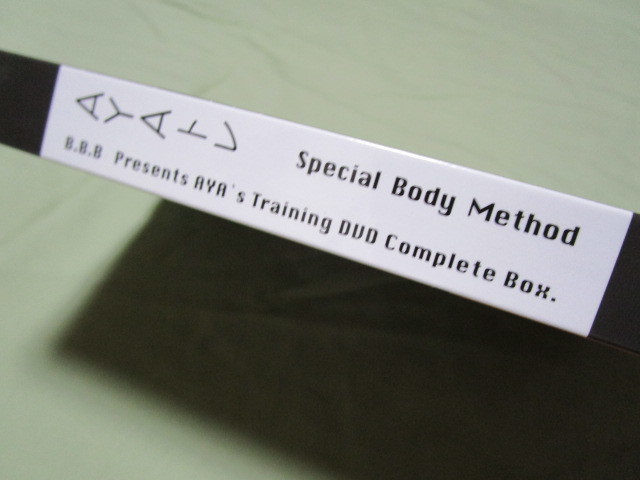 AYAトレ
Special Body Method
B.B.B Presents AYA's Training DVD Complete Box.